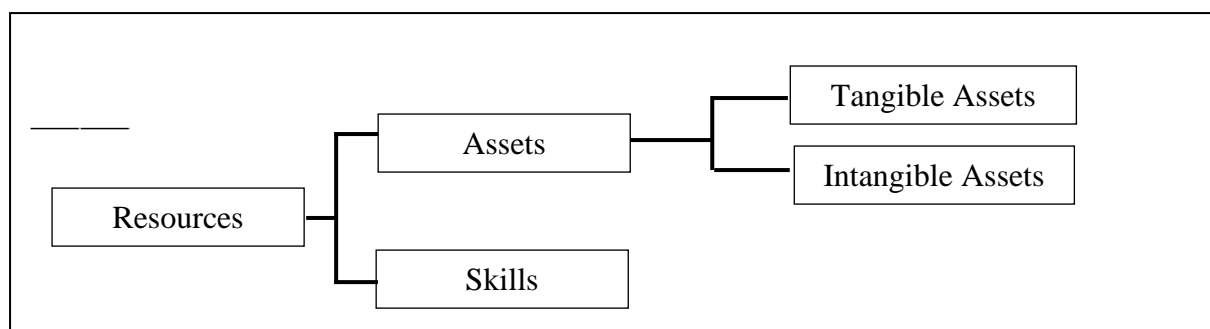 Tangible Assets
Assets
Intangible Assets
Resources
Skills